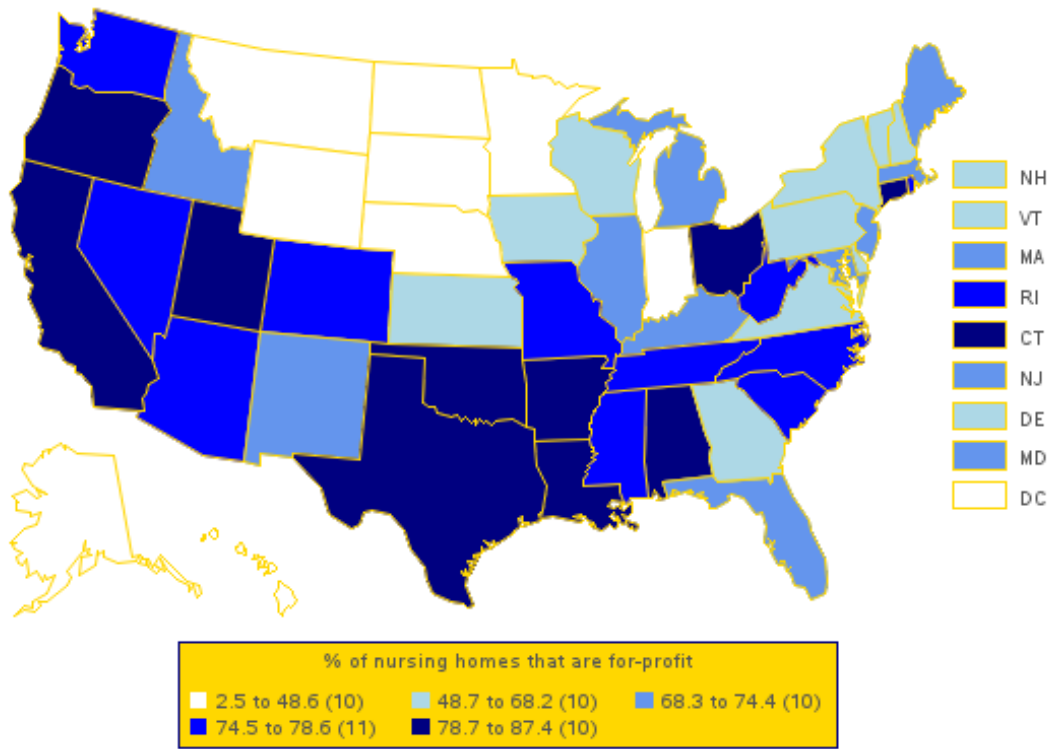 NH
VT
MA
RI
CT
NJ
DE
MD
DC
% of nursing homes that are for-profit
2.5 to 48.6 (10) 48.7 to 68.2 (10) 68.3 to 74.4 (10)
74.5 to 78.6 (11) 78.7 to 87.4 (10)